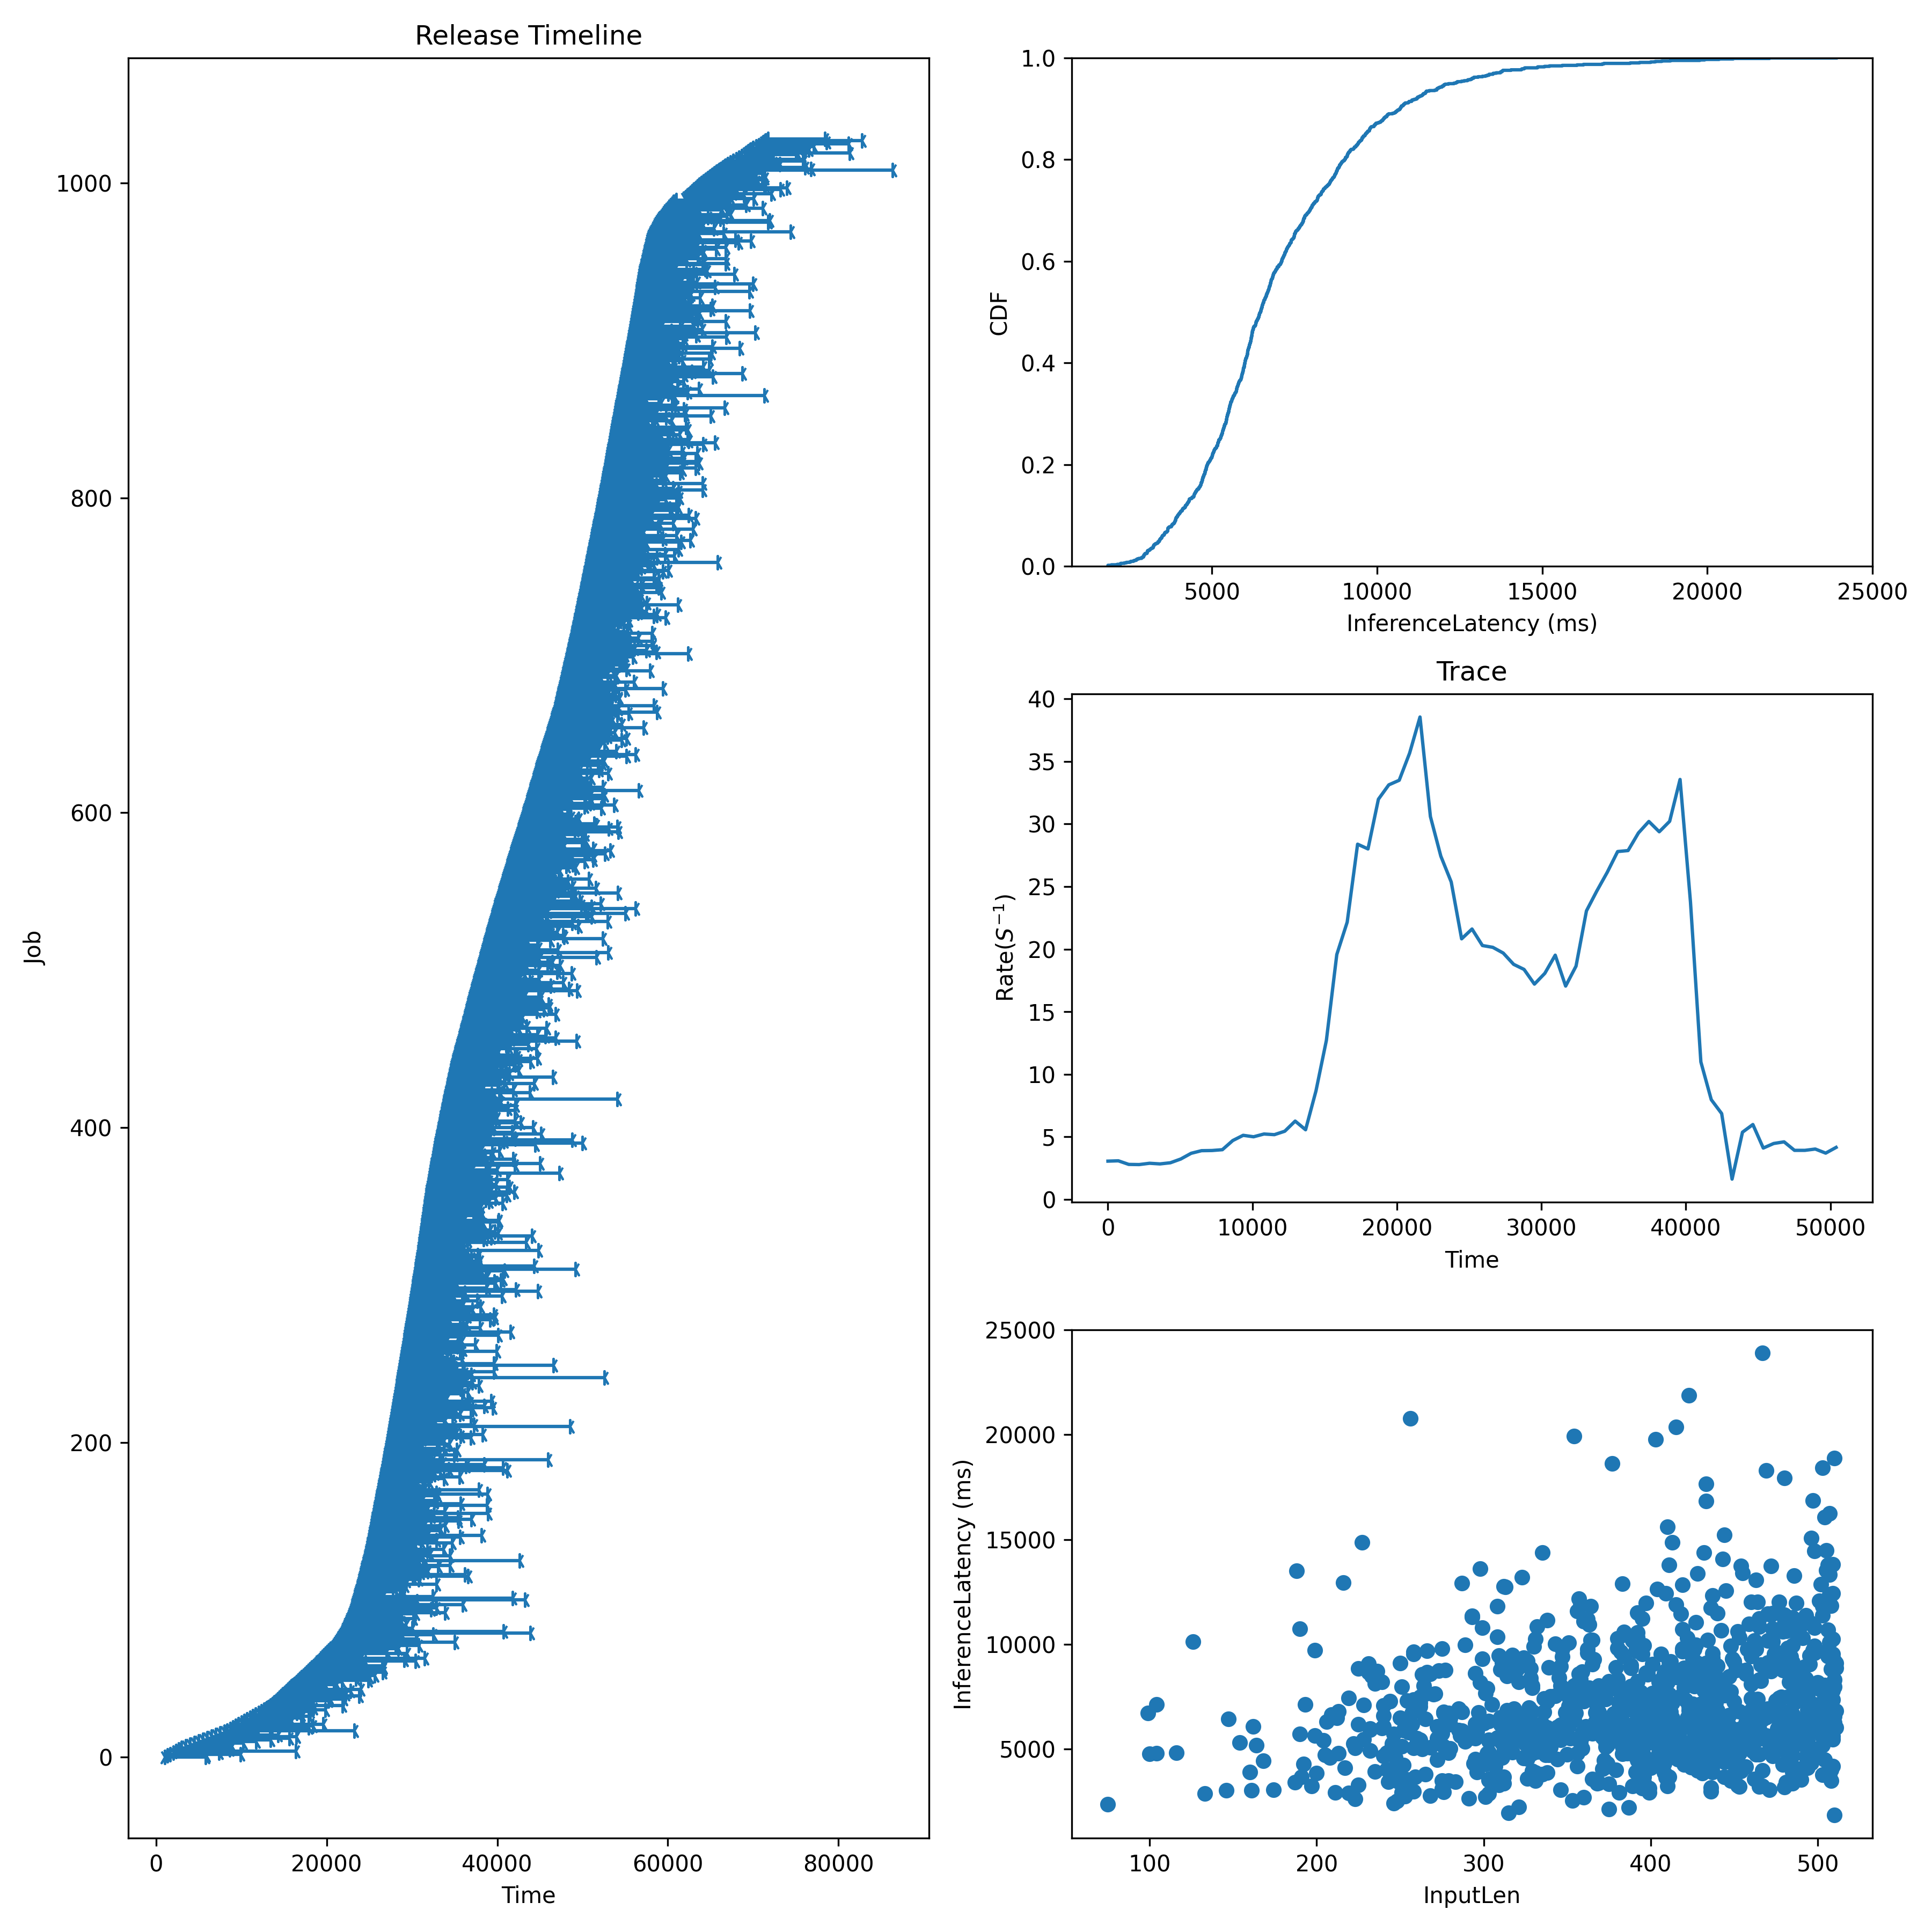 Release Timeline
Job
1000
800
600
400
200
0
0 20000 40000 60000 80000
Time
CDF
1.0
0.8
0.6
0.4
0.2
0.0
5000 10000 15000 20000 25000
InferenceLatency (ms)
Trace
Rate(S⁻¹)
40
35
30
25
20
15
10
5
0
0 10000 20000 30000 40000 50000
Time
InferenceLatency (ms)
25000
20000
15000
10000
5000
100 200 300 400 500
InputLen